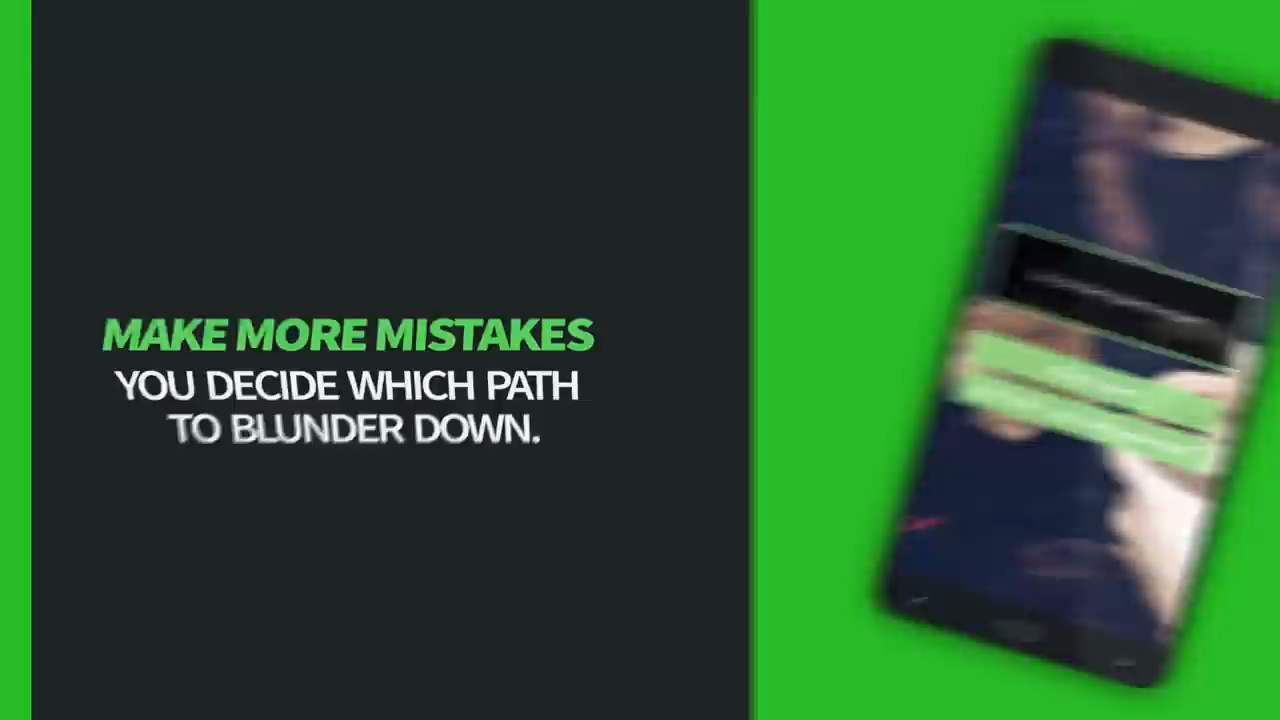 MAKE MORE MISTAKES
YOU DECIDE WHICH PATH
TO BLUNDER DOWN.